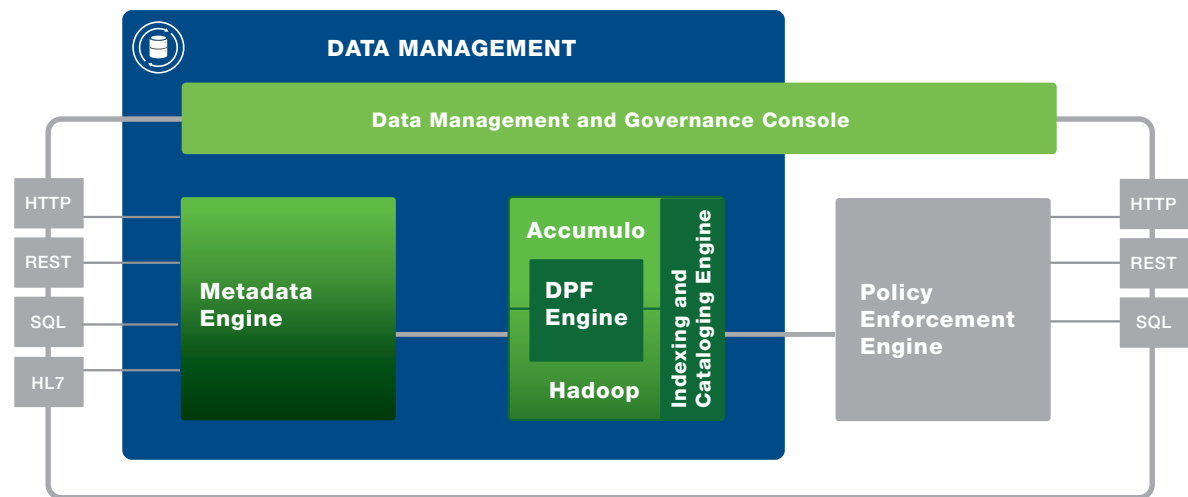 DATA MANAGEMENT
Data Management and Governance Console
HTTP
REST
SQL
HL7
Metadata
Engine
Accumulo
DPF
Engine
Hadoop
Indexing and
Cataloging Engine
Policy
Enforcement
Engine
HTTP
REST
SQL